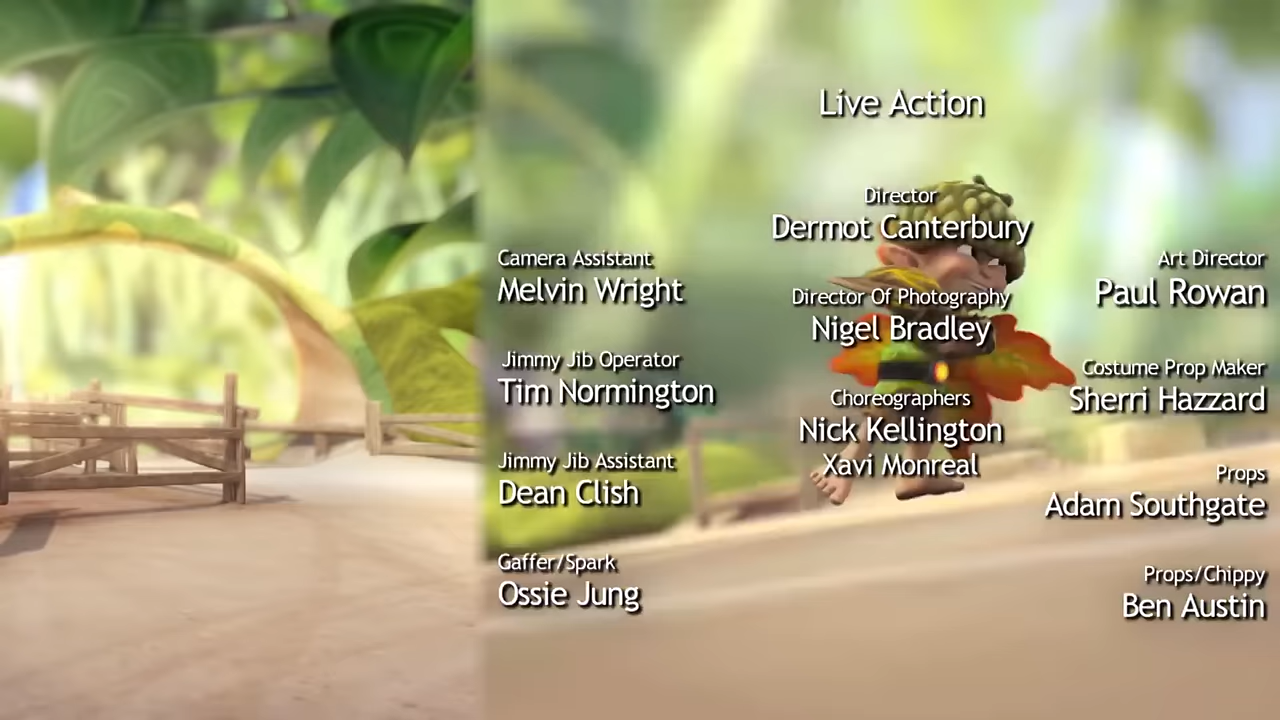 Live Action
Camera Assistant
Melvin Wright
Jimmy Jib Operator
Tim Normington
Jimmy Jib Assistant
Dean Clish
Gaffer/Spark
Ossie Jung
Director
Dermot Canterbury
Director Of Photography
Nigel Bradley
Choreographers
Nick Kellington
Xavi Monreal
Art Director
Paul Rowan
Costume Prop Maker
Sherri Hazzard
Props
Adam Southgate
Props/Chippy
Ben Austin